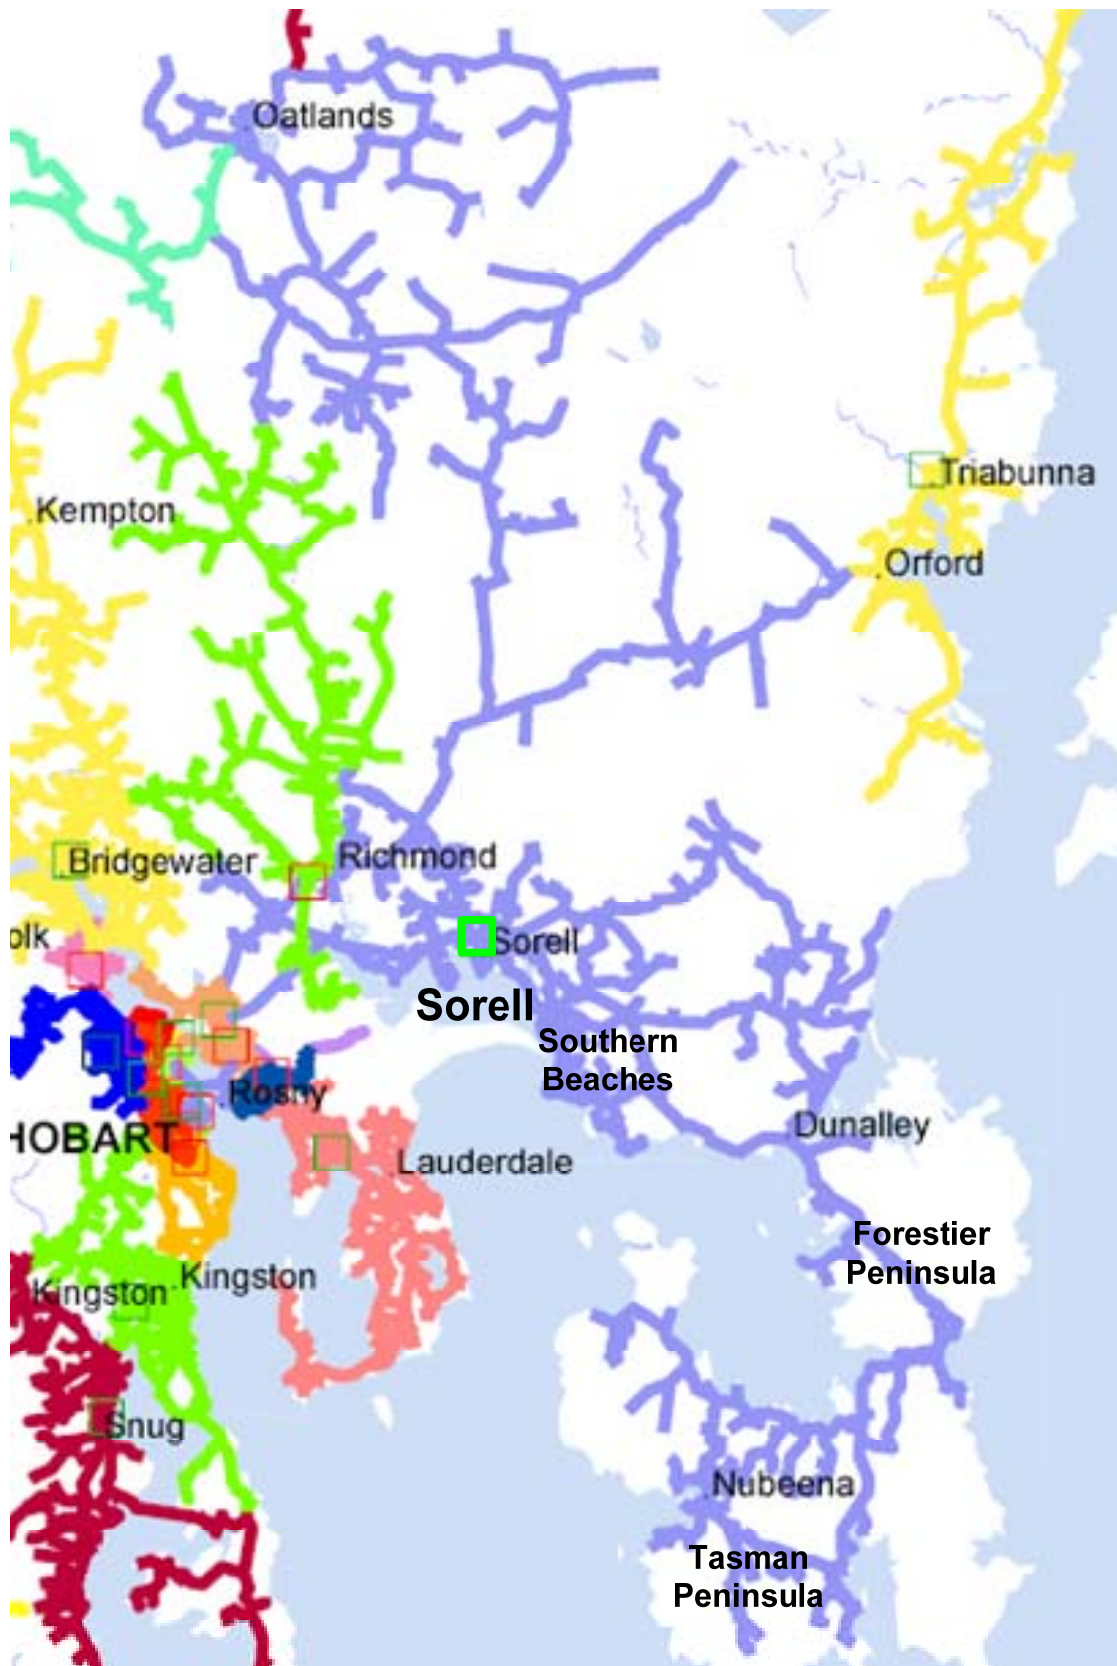 Oatlands
Triabunna
Kempton
Orford
Richmond
Bridgewater
olk
Sorell
Sorell
Southern
Beaches
Rosny
Dunalley
HOBART
Lauderdale
Forestier
Peninsula
Kingston
Kingston
Snug
Nubeena
Tasman
Peninsula